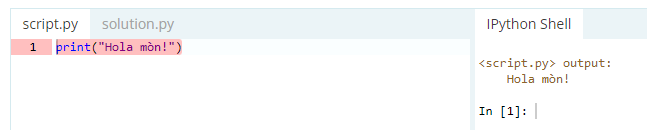 script.py solution.py IPython Shell
1 print("Hola mòn!")
<script.py> output:
Hola mòn!
In [1]: